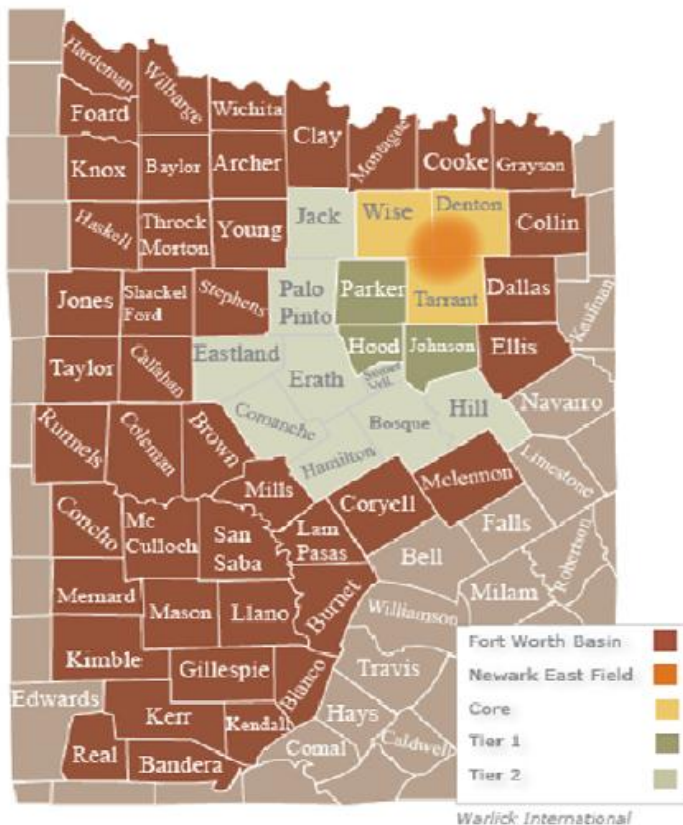 Hardeman
Wilbarge
Foard
Wichita
Clay
Montague
Cooke
Grayson
Knox
Baylor
Archer
Haskell
Throck
Morton
Young
Jack
Wise
Denton
Collin
Jones
Shackel
Ford
Stephens
Palo
Pinto
Parker
Tarrant
Dallas
Kaufman
Taylor
Callahan
Eastland
Erath
Hood
Somer
Vell
Johnson
Ellis
Navarro
Runnels
Coleman
Brown
Comanche
Hamilton
Bosque
Hill
Limestone
Mills
Coryell
Mclennon
Falls
Robertson
Concho
Mc
Culloch
San
Saba
Lam
Pasas
Bell
Milam
Mernard
Mason
Llano
Burnet
Williamson
Kimble
Gillespie
Blanco
Travis
Edwards
Kerr
Kendall
Hays
Caldwell
Comal
Real
Bandera
Fort Worth Basin
Newark East Field
Core
Tier 1
Tier 2
Warlick International